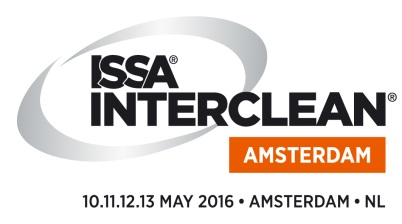 ISSA®
INTERCLEAN®
AMSTERDAM
10.11.12.13 MAY 2016 • AMSTERDAM • NL